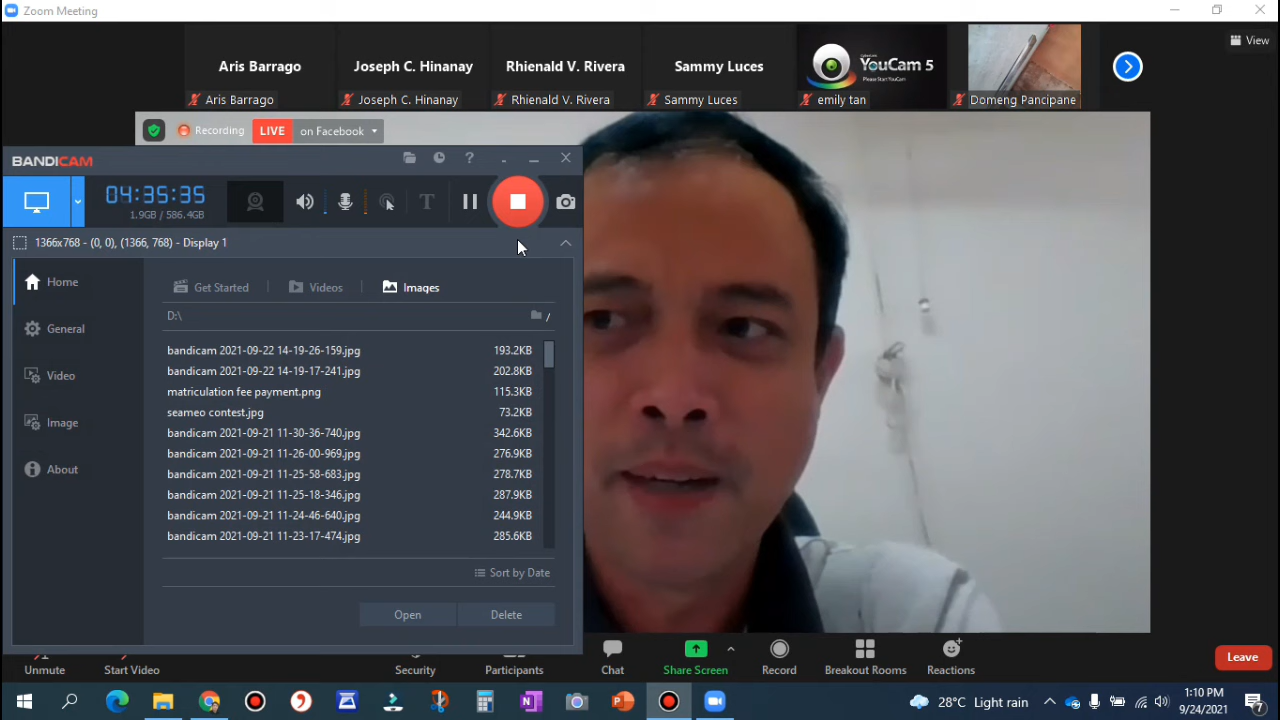 Zoom Meeting
View
Aris Barrago
Joseph C. Hinanay
Rhienald V. Rivera
Sammy Luces
CyberLink YouCam 5
Please Start YouCam
Aris Barrago
Joseph C. Hinanay
Rhienald V. Rivera
Sammy Luces
emily tan
Domeng Pancipane
Recording
LIVE on Facebook
BANDICAM
?
04:35:35
1.9GB / 586.4GB
T
1366x768 - (0, 0), (1366, 768) - Display 1
Home
General
Video
Image
About
Get Started
Videos
Images
D:\
/
bandicam 2021-09-22 14-19-26-159.jpg 193.2KB
bandicam 2021-09-22 14-19-17-241.jpg 202.8KB
matriculation fee payment.png 115.3KB
seameo contest.jpg 73.2KB
bandicam 2021-09-21 11-30-36-740.jpg 342.6KB
bandicam 2021-09-21 11-26-00-969.jpg 276.9KB
bandicam 2021-09-21 11-25-58-683.jpg 278.7KB
bandicam 2021-09-21 11-25-18-346.jpg 287.9KB
bandicam 2021-09-21 11-24-46-640.jpg 244.9KB
bandicam 2021-09-21 11-23-17-474.jpg 285.6KB
Sort by Date
Open
Delete
Unmute
Start Video
Security
Participants
Chat
Share Screen
Record
Breakout Rooms
Reactions
Leave
28°C Light rain
1:10 PM
9/24/2021
7